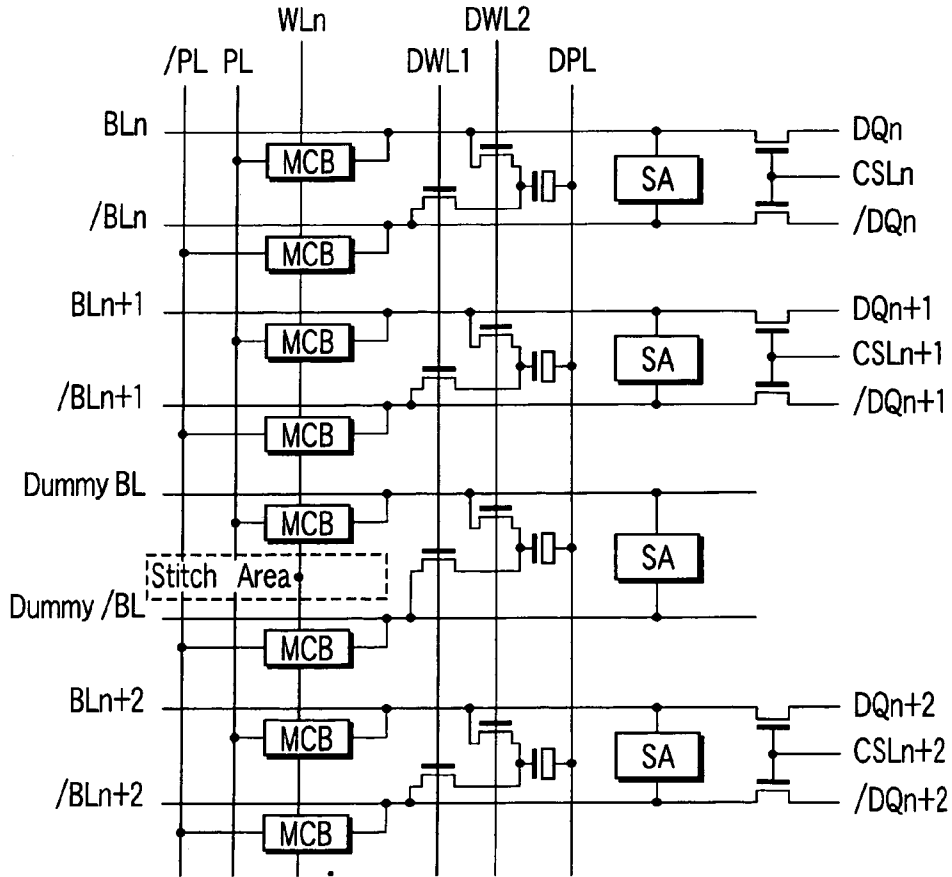 WLn DWL2
/PL PL DWL1 DPL
BLn DQn
MCB SA CSLn
/BLn /DQn
MCB
BLn+1 DQn+1
MCB SA CSLn+1
/BLn+1 /DQn+1
MCB
Dummy BL
MCB SA
Stitch Area
Dummy /BL
MCB
BLn+2 DQn+2
MCB SA CSLn+2
/BLn+2 /DQn+2
MCB